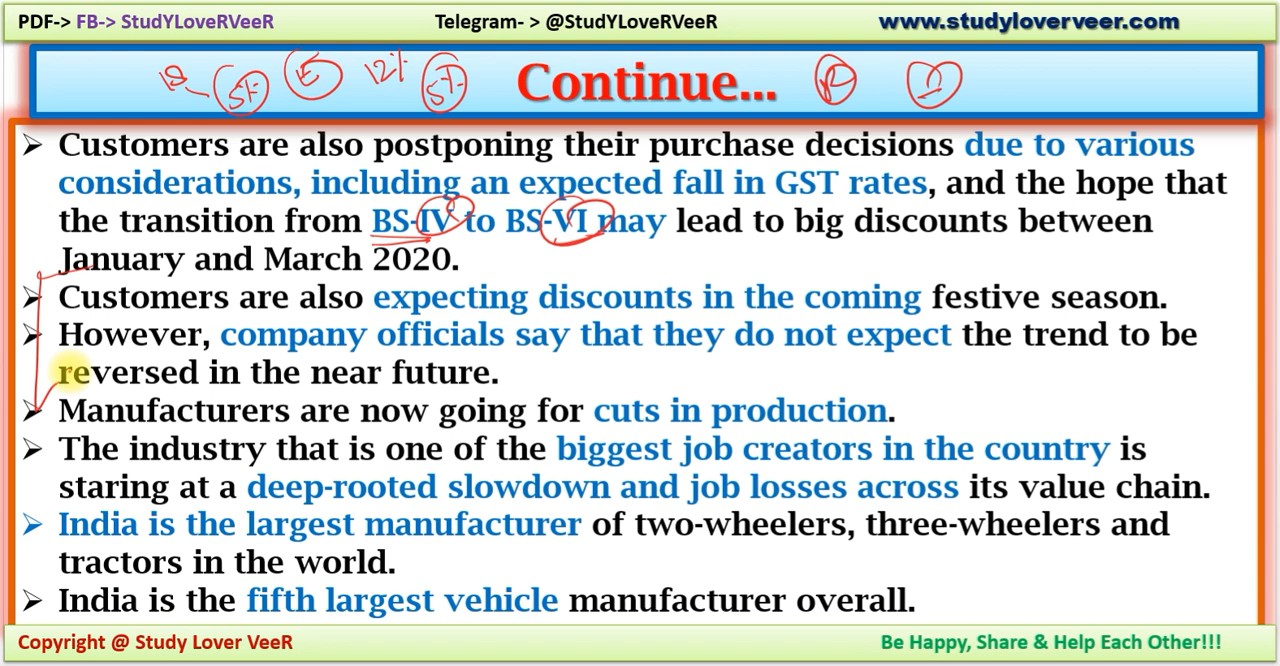 PDF-> FB-> StudYLoveRVeeR Telegram- > @StudYLoveRVeeR www.studyloverveer.com
12% Continue...
➢ Customers are also postponing their purchase decisions due to various
considerations, including an expected fall in GST rates, and the hope that
the transition from BS-IV to BS-VI may lead to big discounts between
January and March 2020.
➢ Customers are also expecting discounts in the coming festive season.
➢ However, company officials say that they do not expect the trend to be
reversed in the near future.
➢ Manufacturers are now going for cuts in production.
➢ The industry that is one of the biggest job creators in the country is
staring at a deep-rooted slowdown and job losses across its value chain.
➢ India is the largest manufacturer of two-wheelers, three-wheelers and
tractors in the world.
➢ India is the fifth largest vehicle manufacturer overall.
Copyright @ Study Lover VeeR Be Happy, Share & Help Each Other!!!